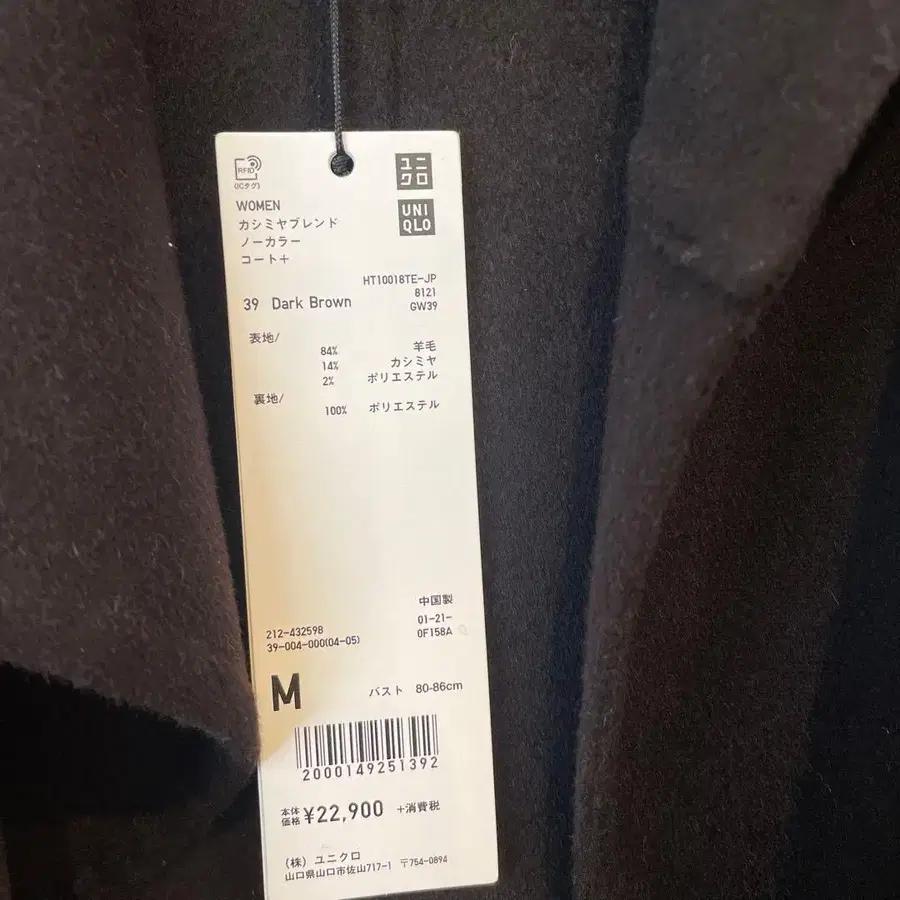 RFID
(ICタグ)
ユニ
クロ
UNI
QLO
WOMEN
カシミヤブレンド
ノーカラー
コート+
HT10018TE-JP
8121
GW39
39 Dark Brown
表地/
84% 羊毛
14% カシミヤ
2% ポリエステル
裏地/
100% ポリエステル
中国製
01-21-
0F158A
212-432598
39-004-000(04-05)
M バスト 80-86cm
2000149251392
本体
価格 ¥22,900 +消費税
(株) ユニクロ
山口県山口市佐山717-1 〒754-0894